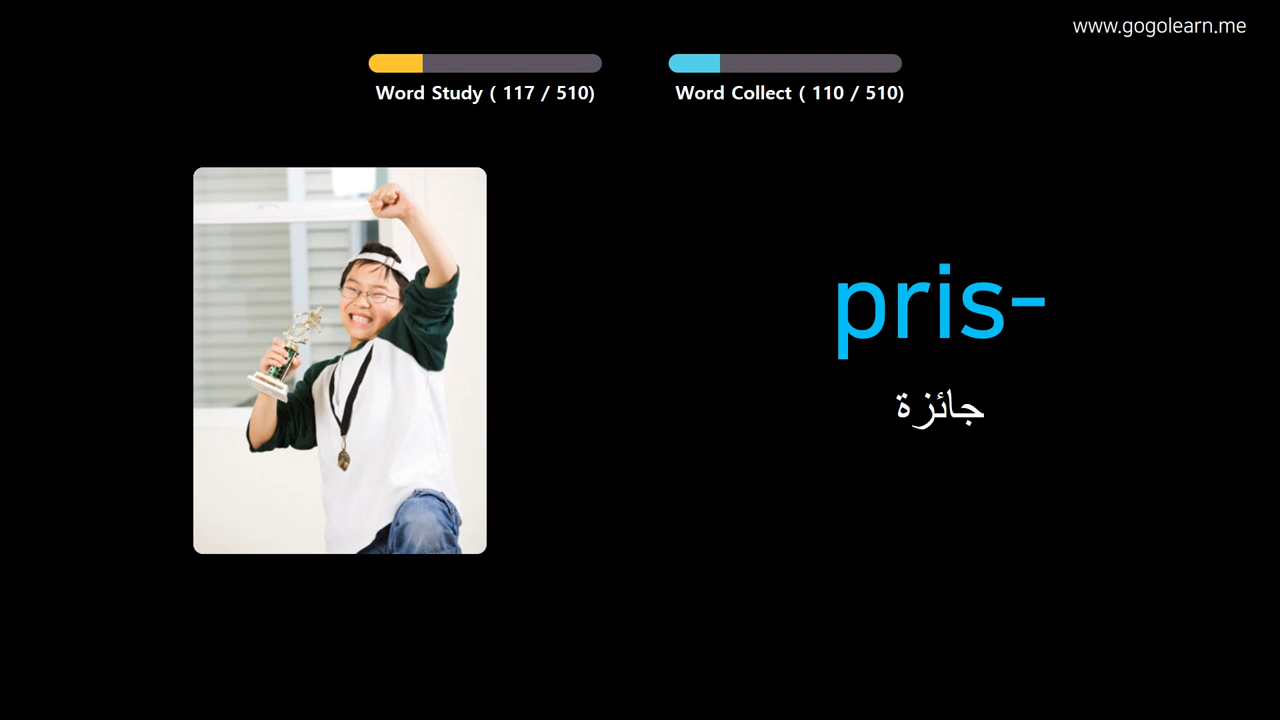 www.gogolearn.me
Word Study ( 117 / 510)
Word Collect ( 110 / 510)
pris-
جائزة